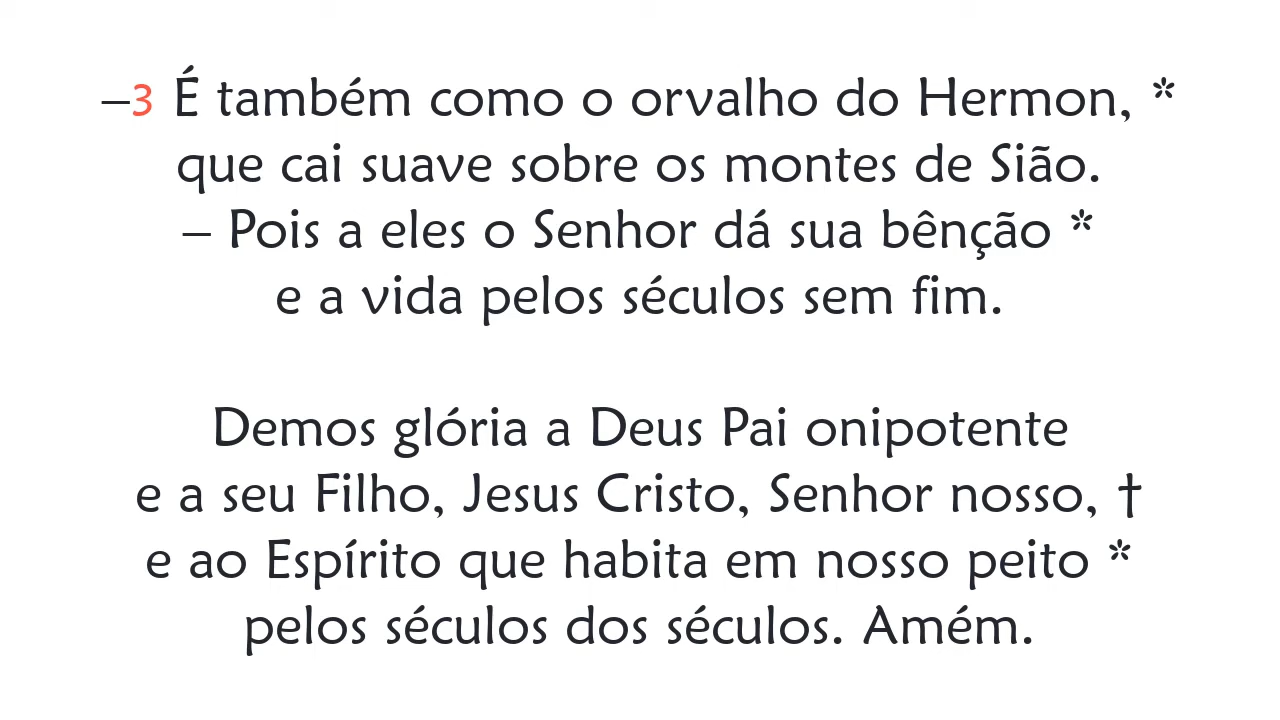 –3 É também como o orvalho do Hermon, *
que cai suave sobre os montes de Sião.
– Pois a eles o Senhor dá sua bênção *
e a vida pelos séculos sem fim.
Demos glória a Deus Pai onipotente
e a seu Filho, Jesus Cristo, Senhor nosso, †
e ao Espírito que habita em nosso peito *
pelos séculos dos séculos. Amém.